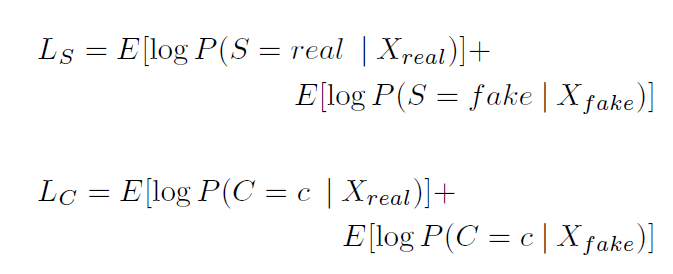 L_S = E[log P(S = real | X_real)]+
E[log P(S = fake | X_fake)]
L_C = E[log P(C = c | X_real)]+
E[log P(C = c | X_fake)]